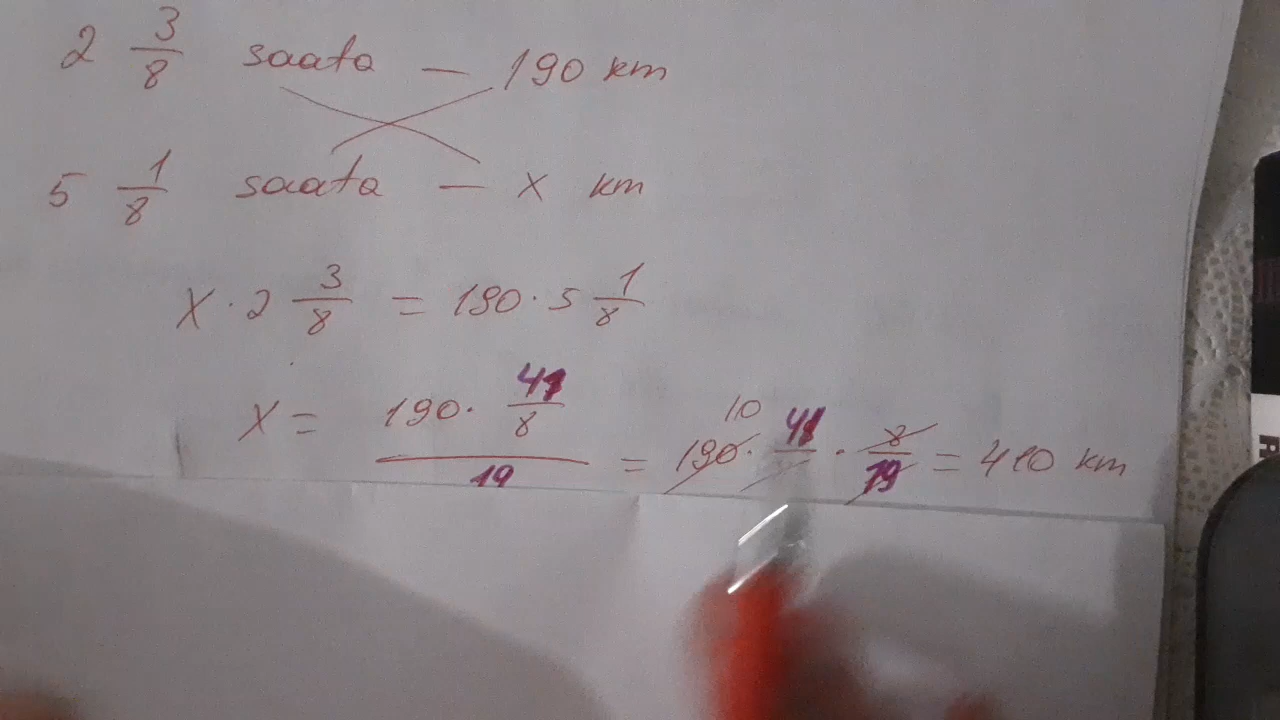 2 3/8 saata — 190 km
5 1/8 saata — x km
X · 2 3/8 = 190 · 5 1/8
X = (190 · 41/8) / 19 = 10 190 · 41 · 8/19 = 410 km